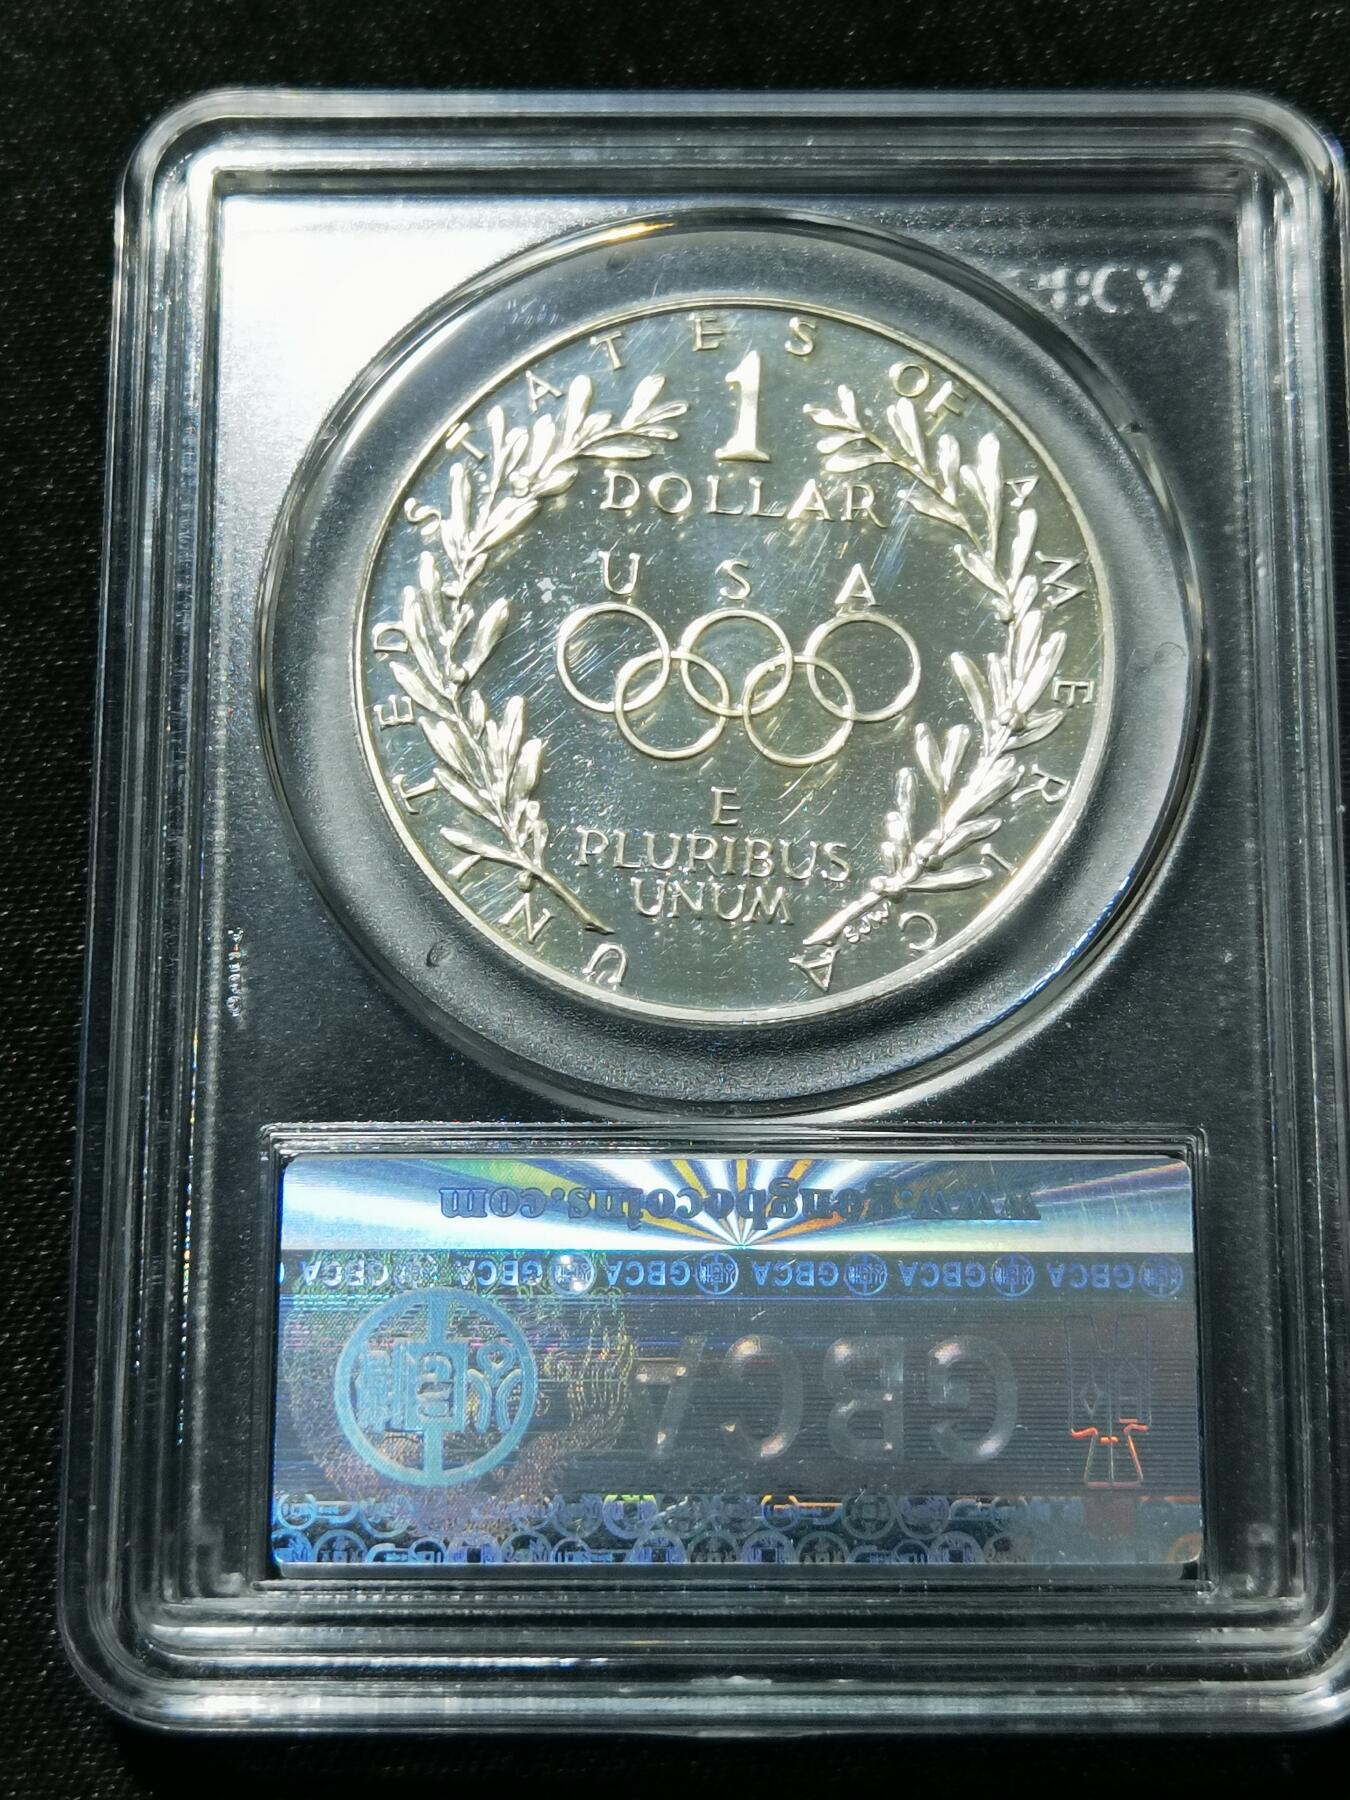 UNITED STATES OF AMERICA
1
DOLLAR
USA
E
PLURIBUS
UNUM
www.gongbocoins.com
GBCA GBCA GBCA GBCA GBCA GBCA
GBCA